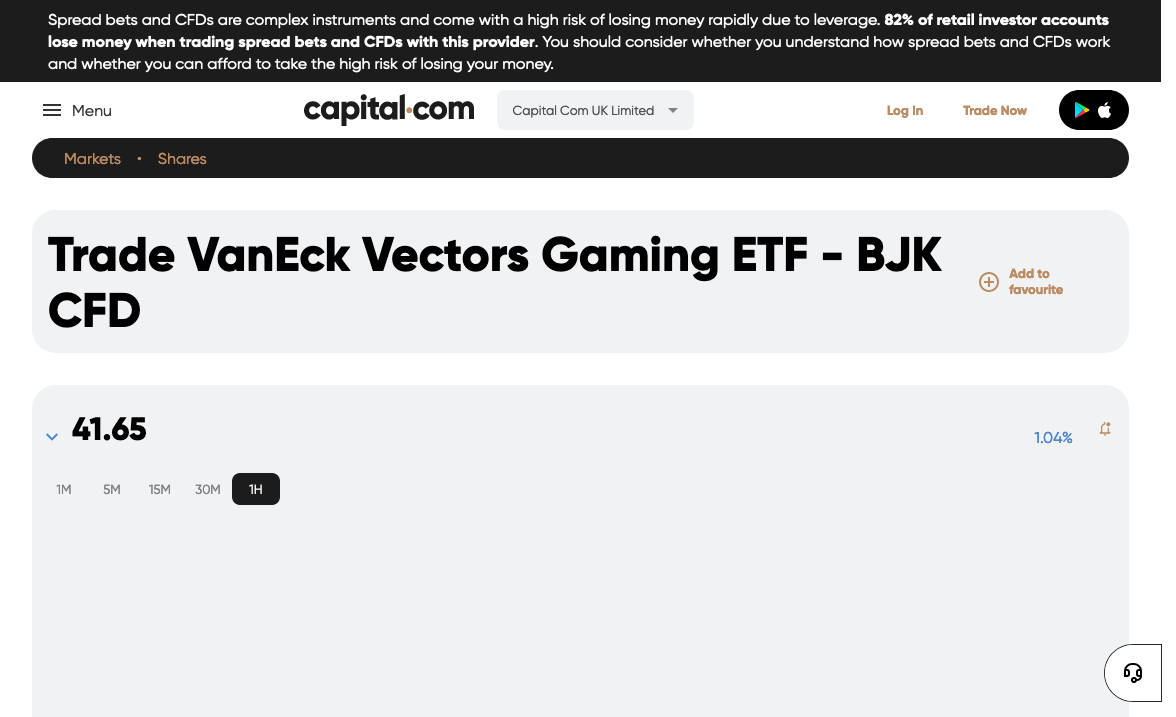 Spread bets and CFDs are complex instruments and come with a high risk of losing money rapidly due to leverage. 82% of retail investor accounts
lose money when trading spread bets and CFDs with this provider. You should consider whether you understand how spread bets and CFDs work
and whether you can afford to take the high risk of losing your money.
Menu
capital.com
Capital Com UK Limited
Log In
Trade Now
Markets • Shares
Trade VanEck Vectors Gaming ETF - BJK
CFD
Add to
favourite
41.65
1.04%
1M 5M 15M 30M 1H